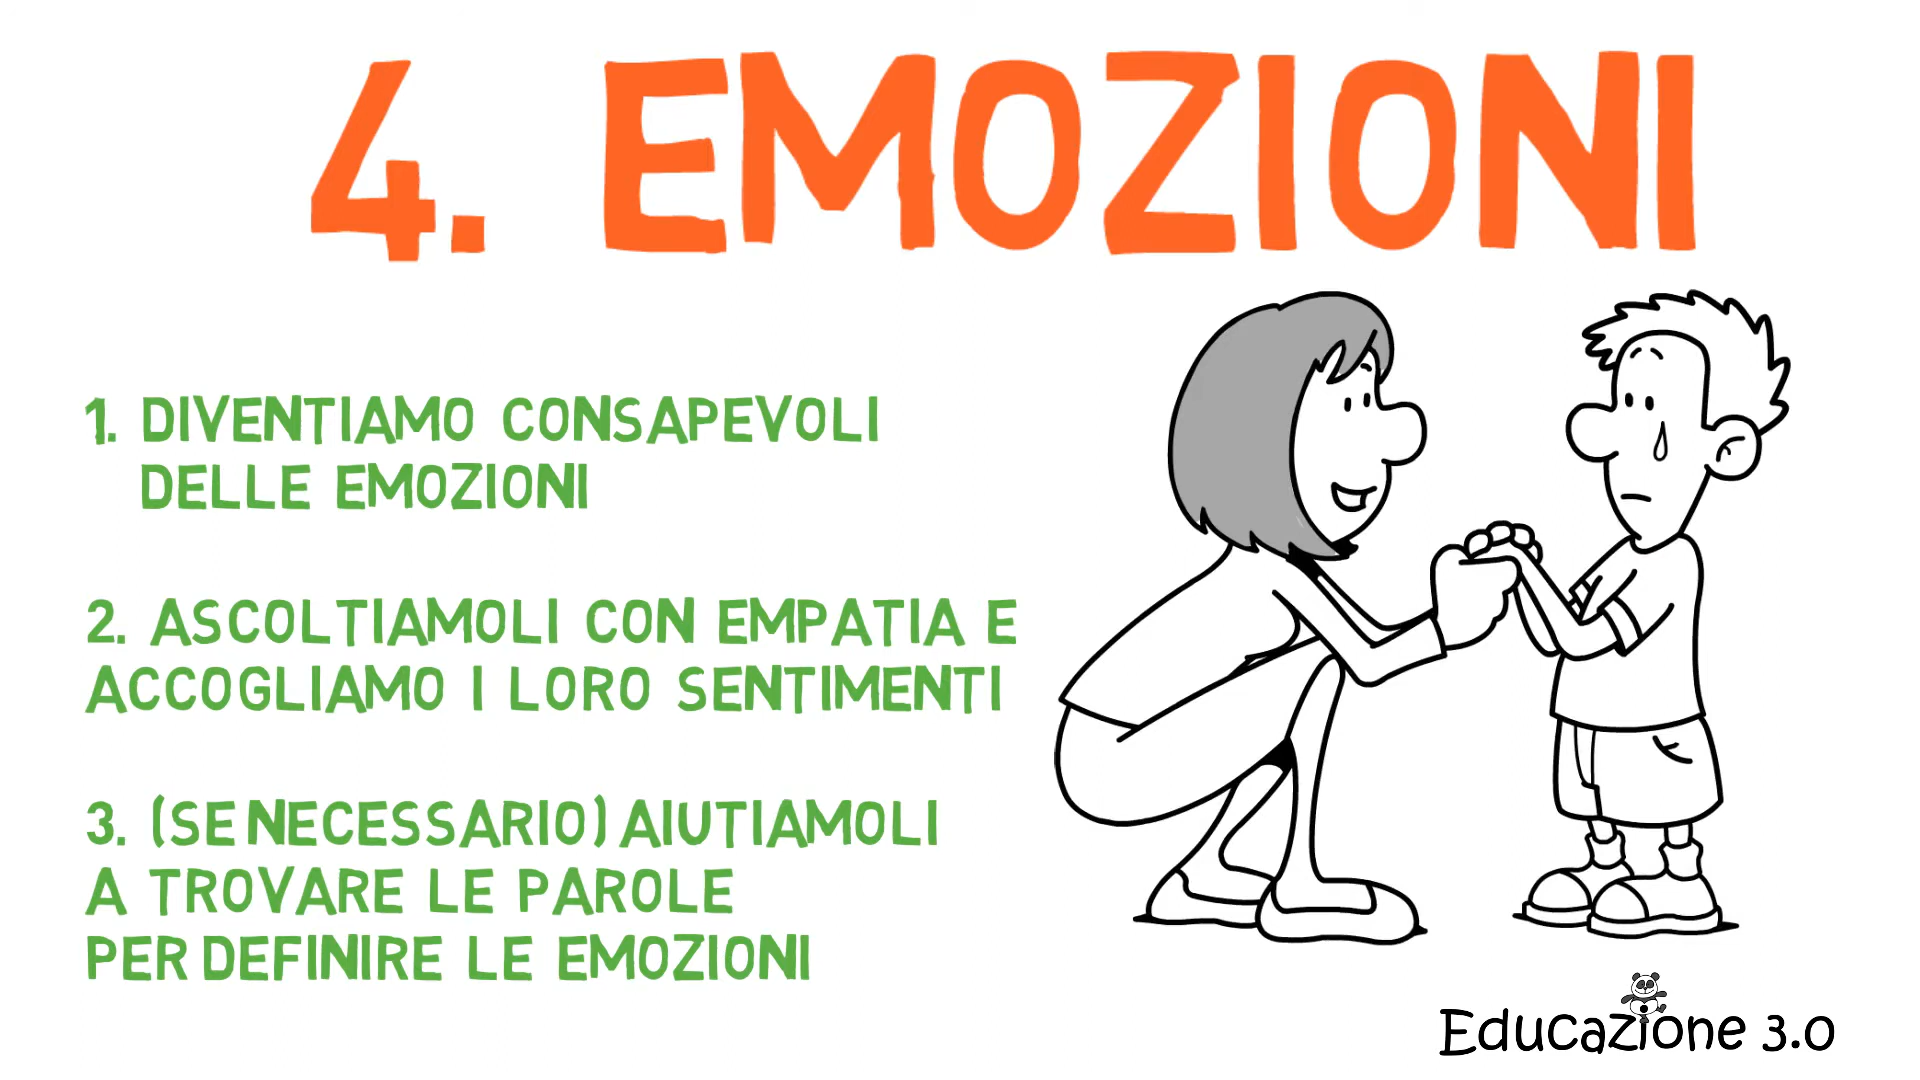 4. EMOZIONI
1. DIVENTIAMO CONSAPEVOLI
DELLE EMOZIONI
2. ASCOLTIAMOLI CON EMPATIA E
ACCOGLIAMO I LORO SENTIMENTI
3. (SE NECESSARIO) AIUTIAMOLI
A TROVARE LE PAROLE
PER DEFINIRE LE EMOZIONI
Educazione 3.0